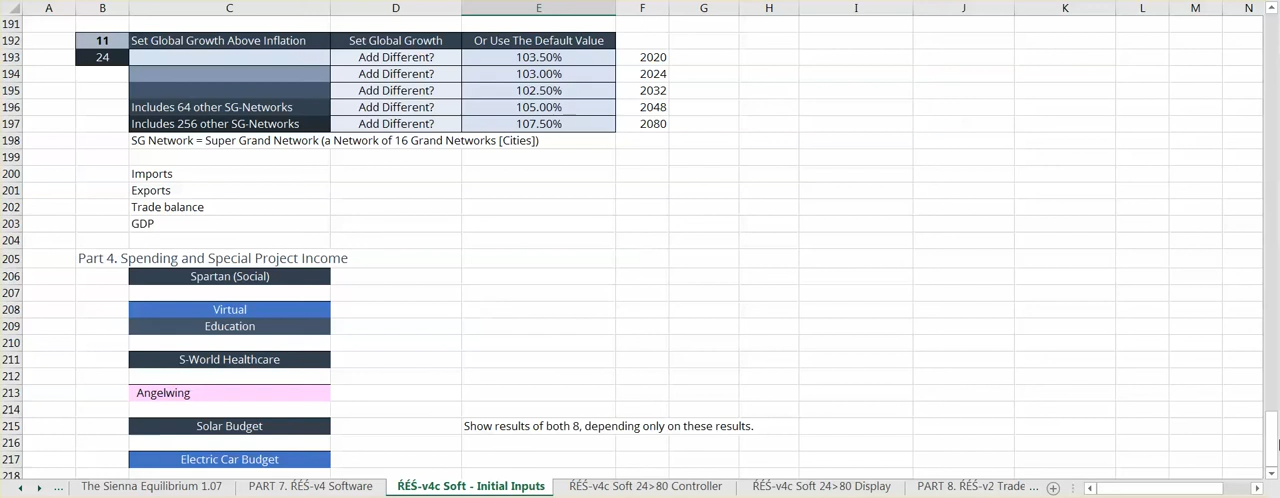 A B C D E F G H I J K L M N
191
192 11 Set Global Growth Above Inflation Set Global Growth Or Use The Default Value
193 24 Add Different? 103.50% 2020
194 Add Different? 103.00% 2024
195 Add Different? 102.50% 2032
196 Includes 64 other SG-Networks Add Different? 105.00% 2048
197 Includes 256 other SG-Networks Add Different? 107.50% 2080
198 SG Network = Super Grand Network (a Network of 16 Grand Networks [Cities])
199
200 Imports
201 Exports
202 Trade balance
203 GDP
204
205 Part 4. Spending and Special Project Income
206 Spartan (Social)
207
208 Virtual
209 Education
210
211 S-World Healthcare
212
213 Angelwing
214
215 Solar Budget Show results of both 8, depending only on these results.
216
217 Electric Car Budget
218
... The Sienna Equilibrium 1.07 PART 7. ŔÉŚ-v4 Software ŔÉŚ-v4c Soft - Initial Inputs ŔÉŚ-v4c Soft 24>80 Controller ŔÉŚ-v4c Soft 24>80 Display PART 8. ŔÉŚ-v2 Trade ...